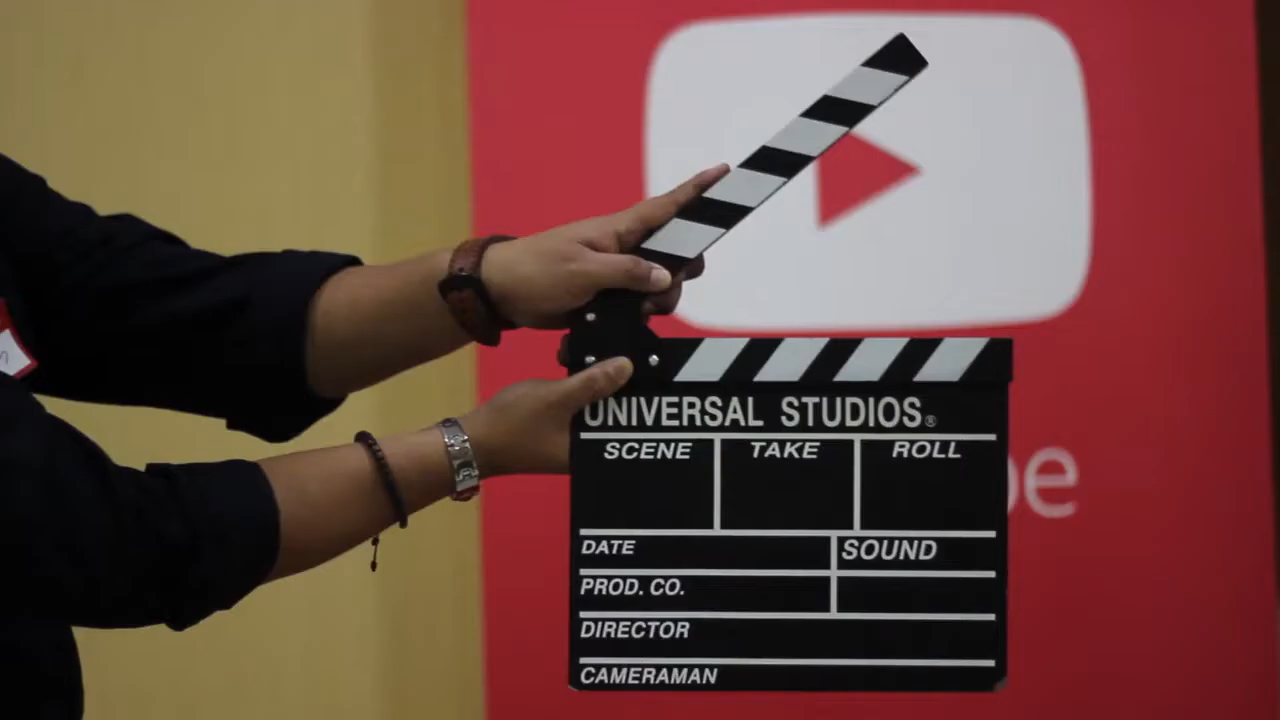 UNIVERSAL STUDIOS®
SCENE TAKE ROLL
DATE SOUND
PROD. CO.
DIRECTOR
CAMERAMAN